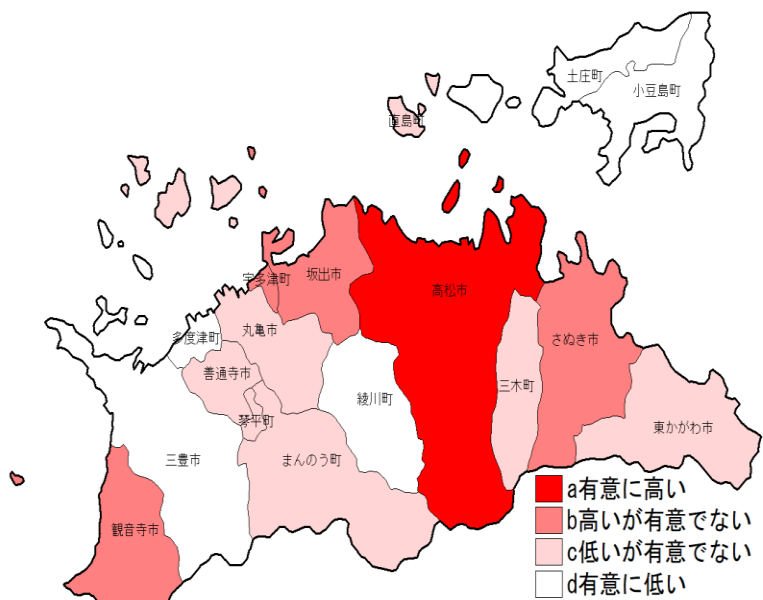 土庄町
小豆島町
直島町
宇多津町
坂出市
高松市
多度津町
丸亀市
さぬき市
善通寺市
三木町
綾川町
琴平町
東かがわ市
三豊市
まんのう町
観音寺市
a有意に高い
b高いが有意でない
c低いが有意でない
d有意に低い